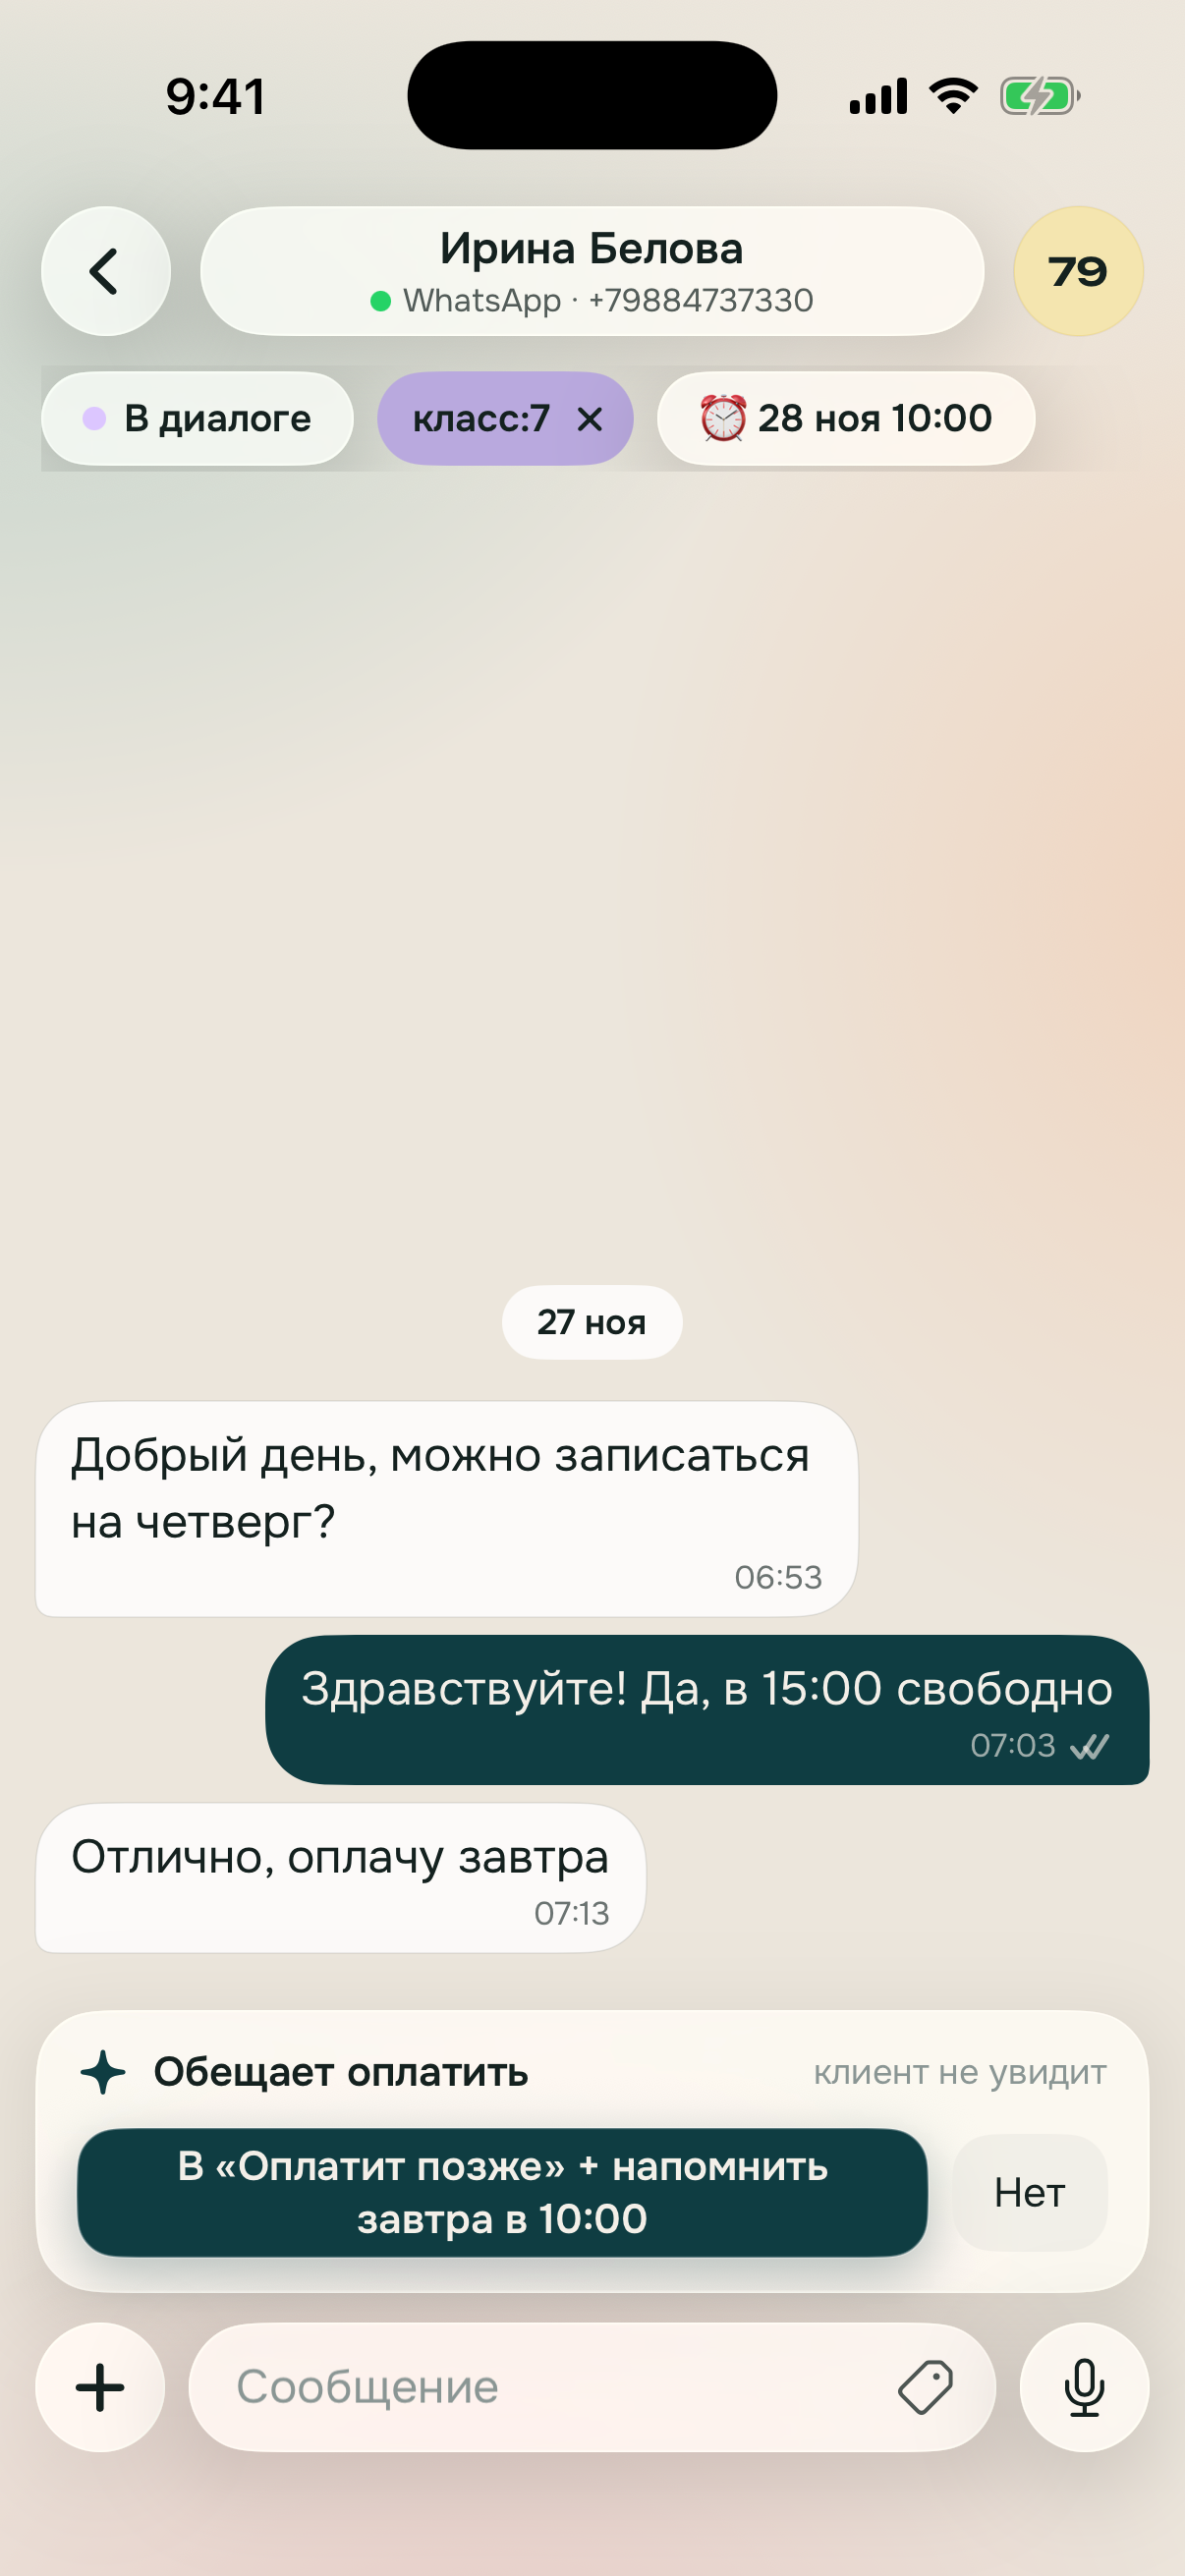 9:41
Ирина Белова
WhatsApp · +79884737330
79
В диалоге
класс:7 ✕
⏰ 28 ноя 10:00
27 ноя
Добрый день, можно записаться
на четверг?
06:53
Здравствуйте! Да, в 15:00 свободно
07:03
Отлично, оплачу завтра
07:13
Обещает оплатить
клиент не увидит
В «Оплатит позже» + напомнить
завтра в 10:00
Нет
Сообщение